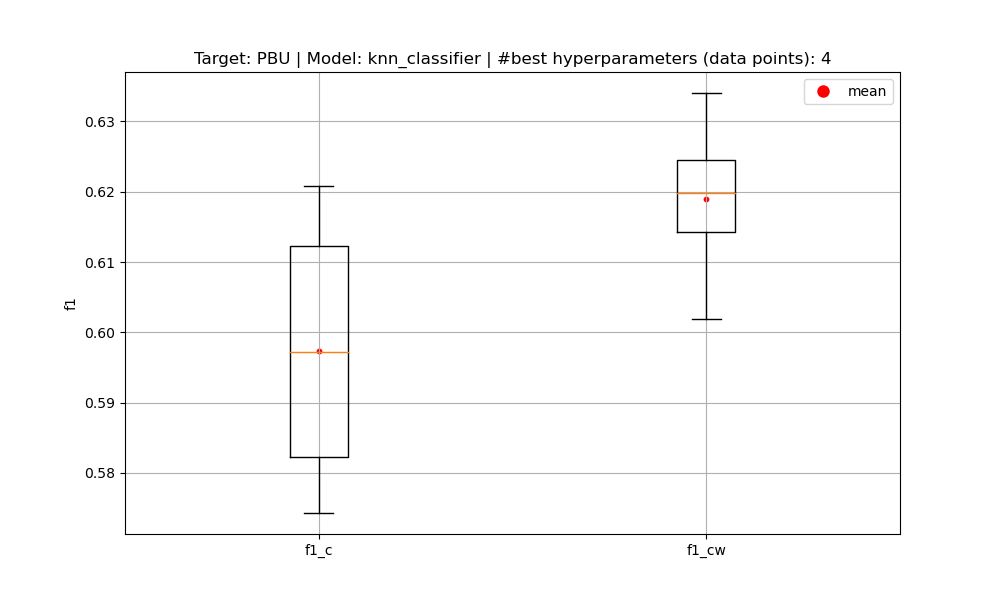 Target: PBU | Model: knn_classifier | #best hyperparameters (data points): 4
mean
0.63
0.62
0.61
0.60
0.59
0.58
f1
f1_c
f1_cw